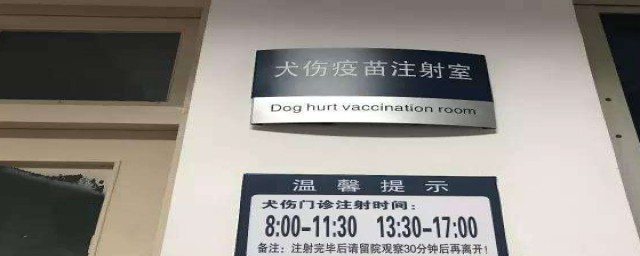 犬伤疫苗注射室
Dog hurt vaccination room
温馨提示
犬伤门诊注射时间：
8:00-11:30 13:30-17:00
备注：注射完毕后请留院观察30分钟后再离开！